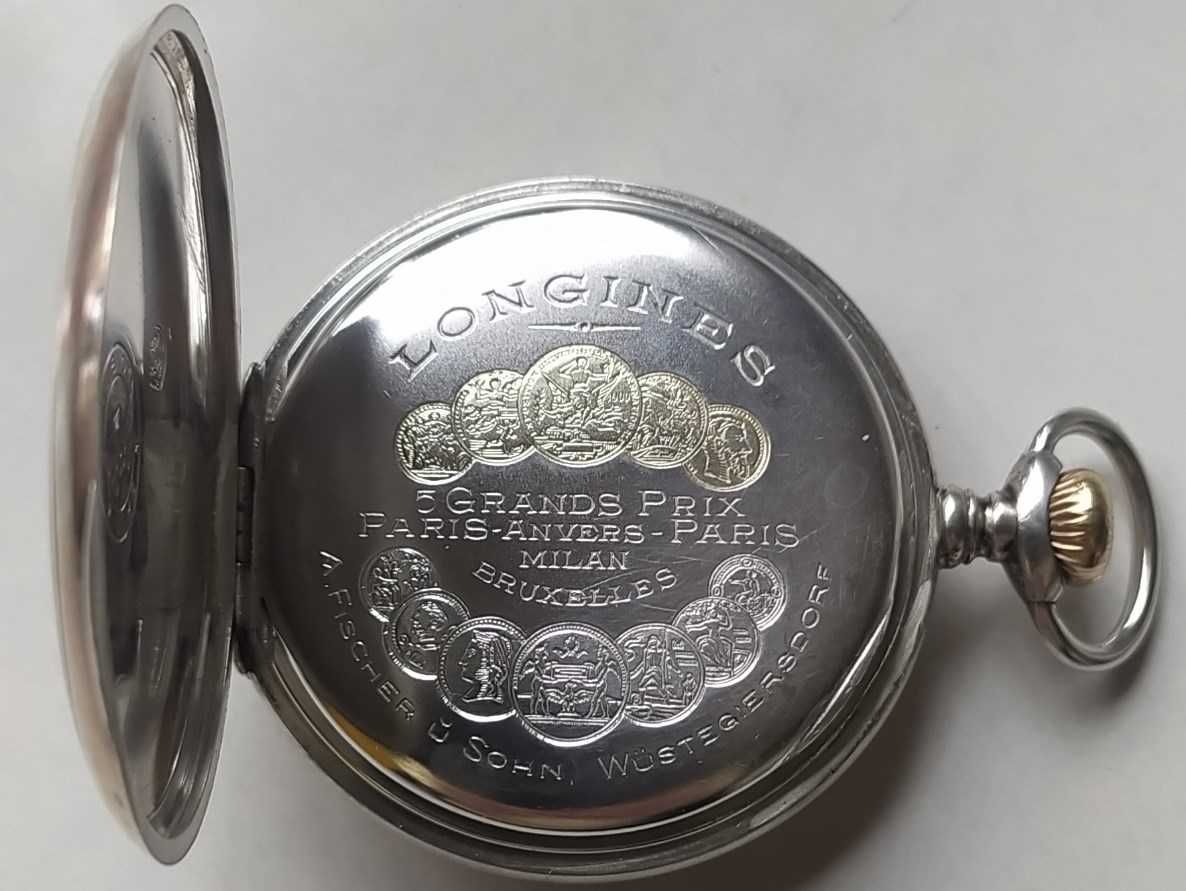 LONGINES
5 GRANDS PRIX
PARIS-ANVERS-PARIS
MILAN
BRUXELLES
A. FISCHER ŭ SOHN, WÜSTEGIERSDORF